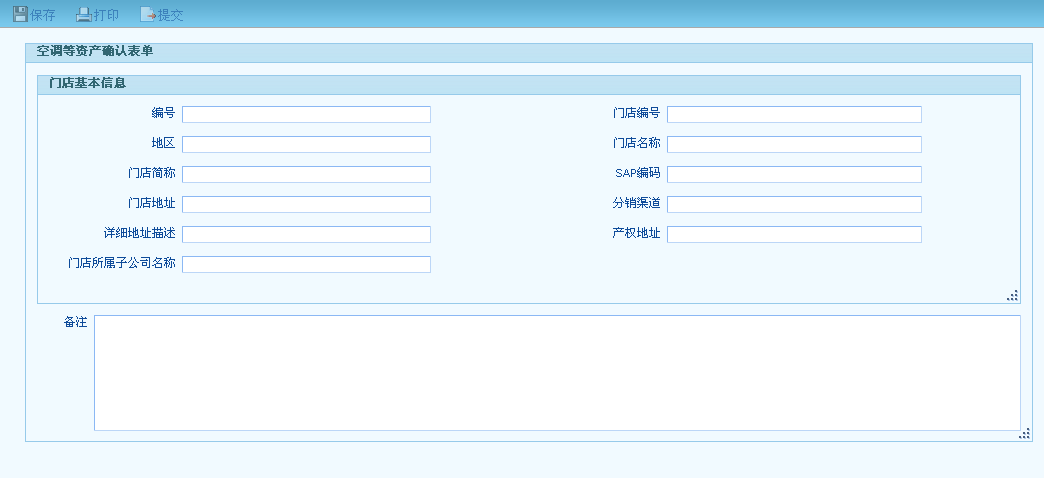 保存 打印 提交
空调等资产确认表单
门店基本信息
编号 门店编号
地区 门店名称
门店简称 SAP编码
门店地址 分销渠道
详细地址描述 产权地址
门店所属子公司名称
备注